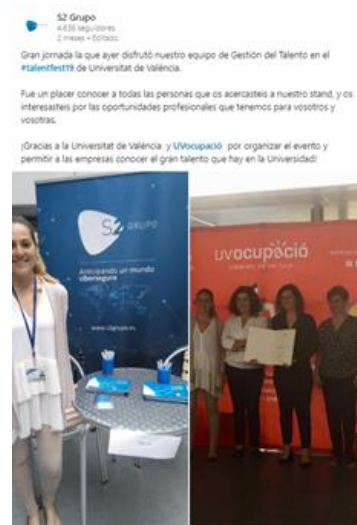 S2 Grupo
4.636 seguidores
2 meses • Editado
Gran jornada la que ayer disfrutó nuestro equipo de Gestión del Talento en el
#talentfest19 de Universitat de València.
Fue un placer conocer a todas las personas que os acercasteis a nuestro stand, y os
interesasteis por las oportunidades profesionales que tenemos para vosotros y
vosotras.
¡Gracias a la Universitat de València y UVocupació por organizar el evento y
permitir a las empresas conocer el gran talento que hay en la Universidad!
S2 GRUPO
Anticipando un mundo
ciberseguro
www.s2grupo.es
uvocupació